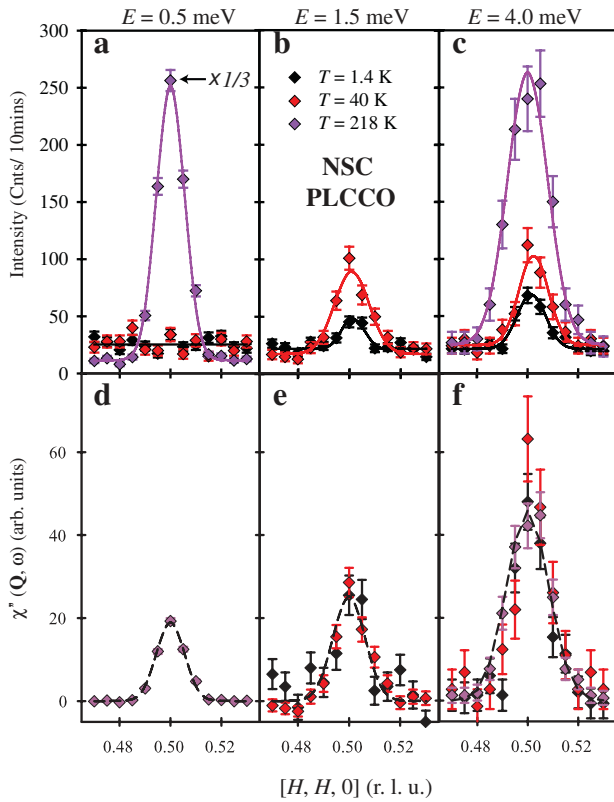 E = 0.5 meV E = 1.5 meV E = 4.0 meV
a b c
×1/3
T = 1.4 K
T = 40 K
T = 218 K
NSC
PLCCO
300
250
200
150
100
50
0
Intensity (Cnts/ 10mins)
d e f
60
40
20
0
χ" (Q, ω) (arb. units)
0.48 0.50 0.52 0.48 0.50 0.52 0.48 0.50 0.52
[H, H, 0] (r. l. u.)